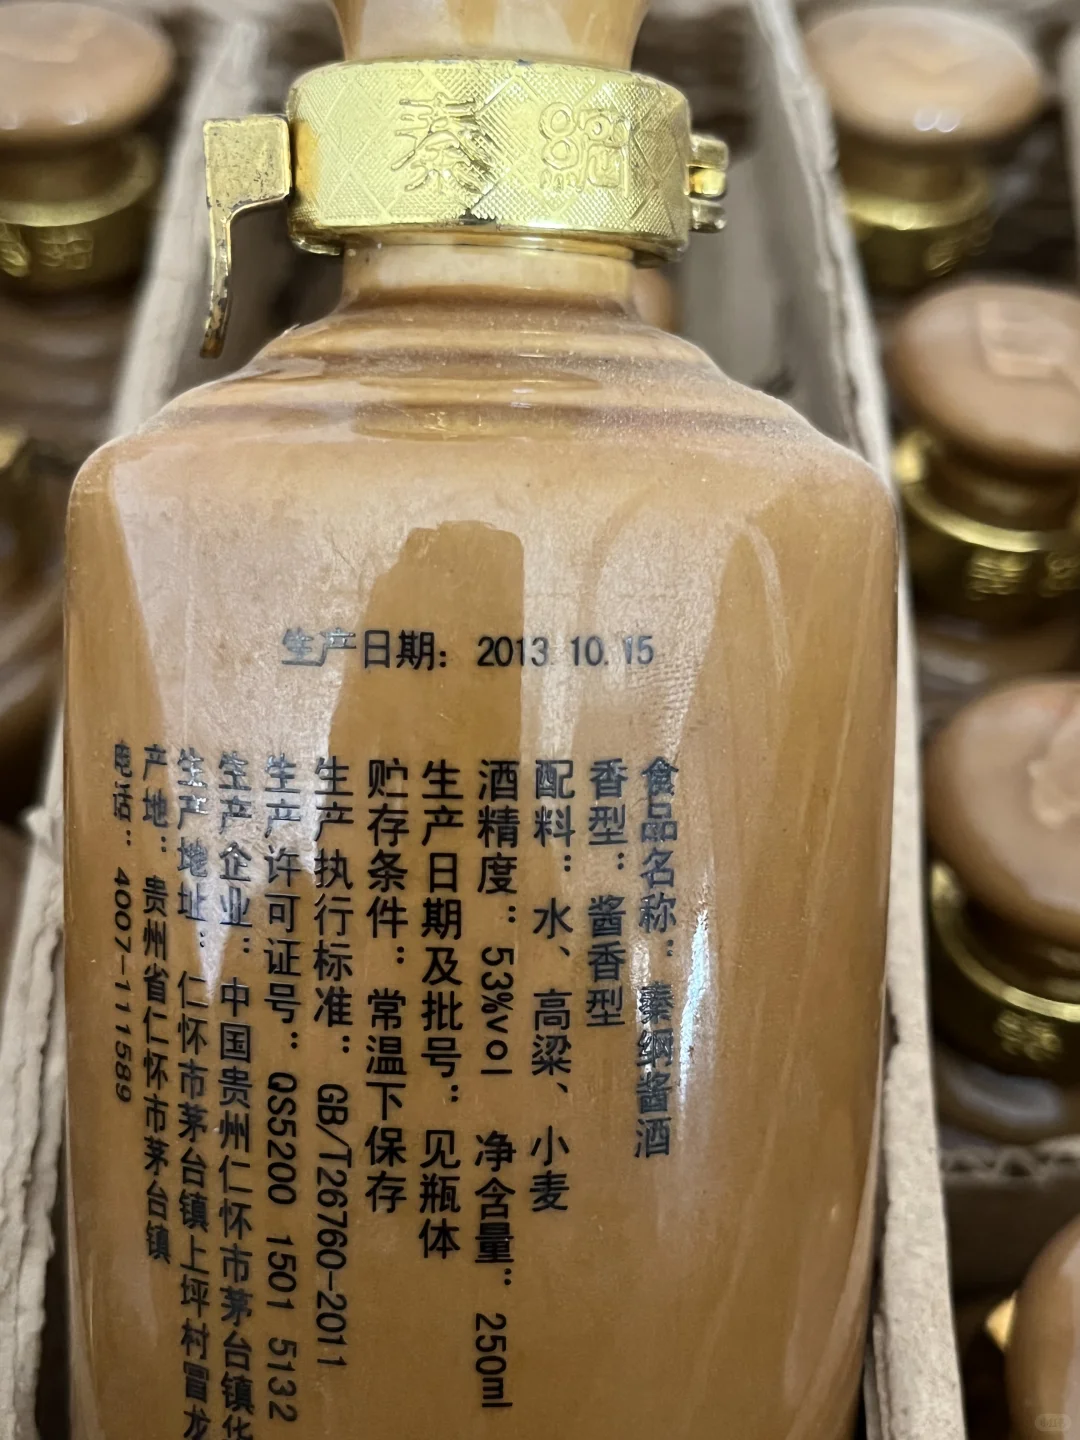 秦纲
生产日期：2013.10.15
食品名称：秦纲酱酒
香型：酱香型
配料：水、高粱、小麦
酒精度：53%vol 净含量：250ml
生产日期及批号：见瓶体
贮存条件：常温下保存
生产执行标准：GB/T26760-2011
生产许可证号：QS5200 1501 5132
生产企业：中国贵州仁怀市茅台镇
生产地址：仁怀市茅台镇上坪村冒龙
产地：贵州省仁怀市茅台镇
电话：4007-111589